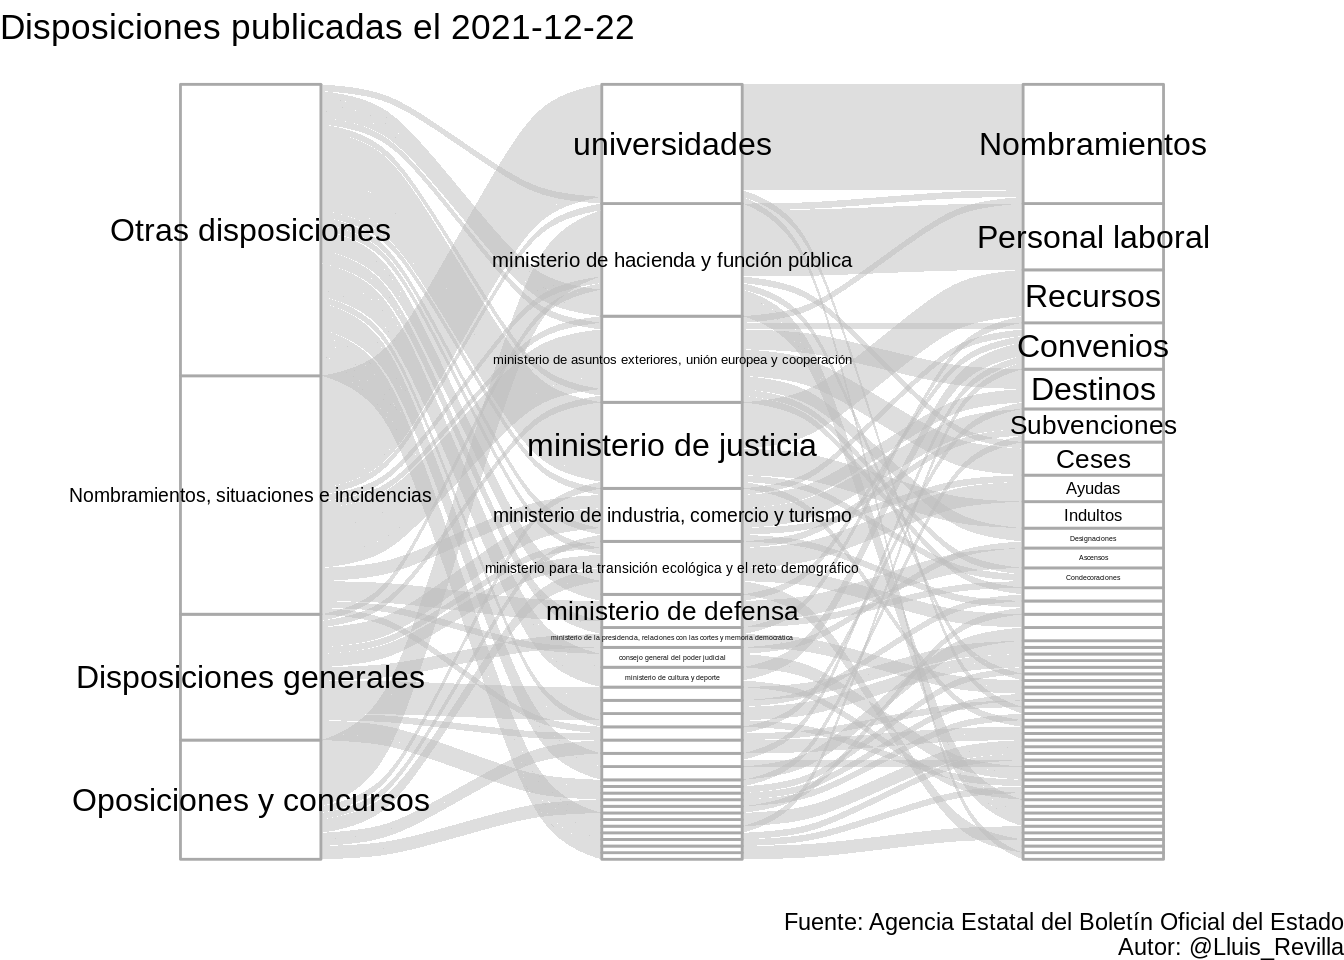 Disposiciones publicadas el 2021-12-22
Otras disposiciones
Nombramientos, situaciones e incidencias
Disposiciones generales
Oposiciones y concursos
universidades
ministerio de hacienda y función pública
ministerio de asuntos exteriores, unión europea y cooperación
ministerio de justicia
ministerio de industria, comercio y turismo
ministerio para la transición ecológica y el reto demográfico
ministerio de defensa
ministerio de la presidencia, relaciones con las cortes y memoria democrática
consejo general del poder judicial
ministerio de cultura y deporte
Nombramientos
Personal laboral
Recursos
Convenios
Destinos
Subvenciones
Ceses
Ayudas
Indultos
Designaciones
Ascensos
Condecoraciones
Fuente: Agencia Estatal del Boletín Oficial del Estado
Autor: @Lluis_Revilla